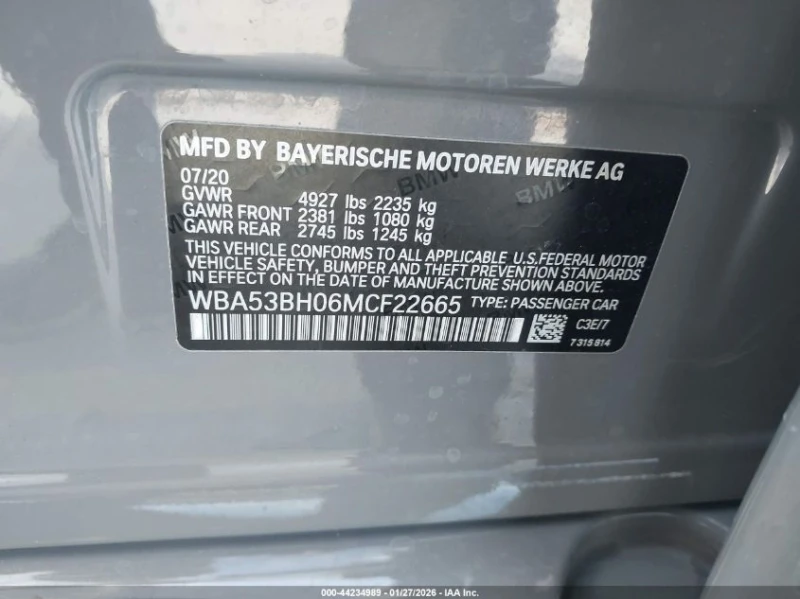 MFD BY BAYERISCHE MOTOREN WERKE AG
07/20
GVWR 4927 lbs 2235 kg
GAWR FRONT 2381 lbs 1080 kg
GAWR REAR 2745 lbs 1245 kg
THIS VEHICLE CONFORMS TO ALL APPLICABLE U.S.FEDERAL MOTOR
VEHICLE SAFETY, BUMPER AND THEFT PREVENTION STANDARDS
IN EFFECT ON THE DATE OF MANUFACTURE SHOWN ABOVE.
WBA53BH06MCF22665 TYPE: PASSENGER CAR
C3E/7
7 315 814
000-44234989 - 01/27/2026 - IAA Inc.